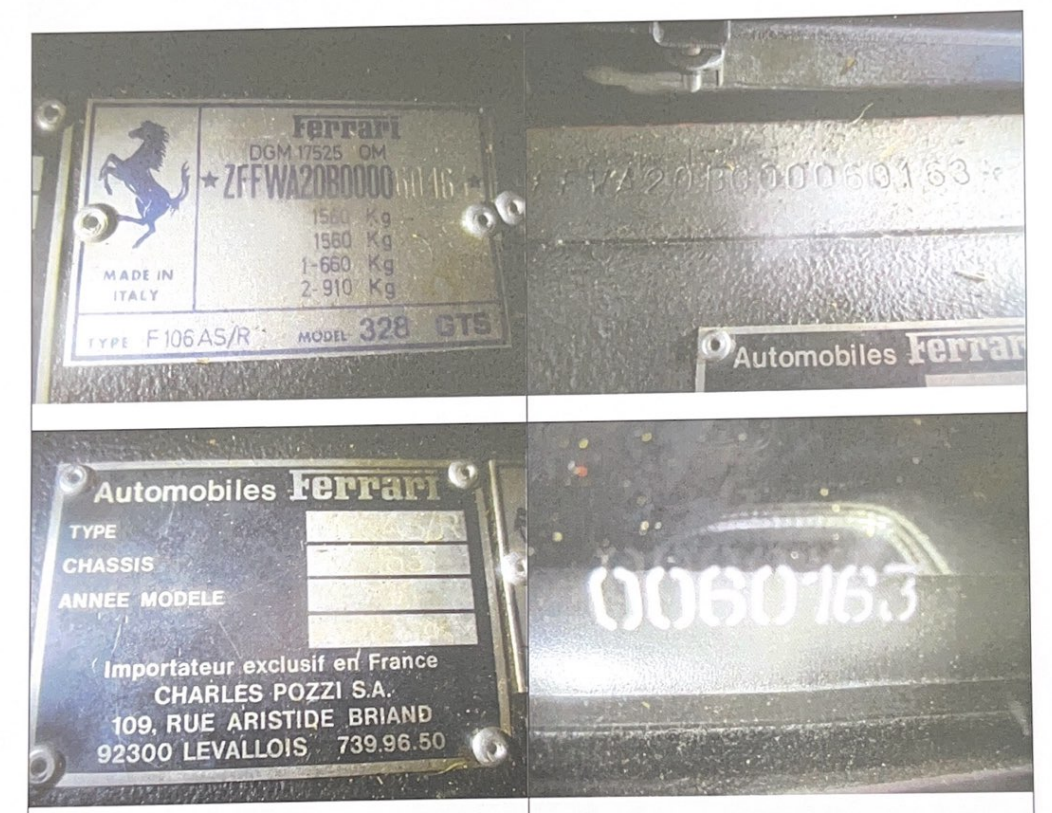 Ferrari
DGM 17525 OM
1560 Kg
1560 Kg
1-660 Kg
2-910 Kg
MADE IN
ITALY
TYPE F106 AS/R MODEL 328 GTS
Automobiles Ferrari
TYPE
CHASSIS
ANNEE MODELE
Importateur exclusif en France
CHARLES POZZI S.A.
109, RUE ARISTIDE BRIAND
92300 LEVALLOIS 739.96.50
0060163